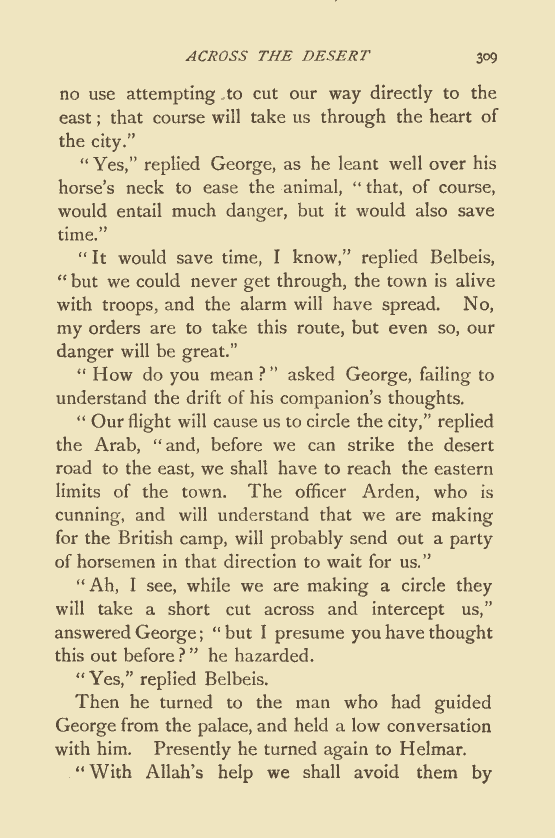 ACROSS THE DESERT 309
no use attempting to cut our way directly to the
east; that course will take us through the heart of
the city.”
“Yes,” replied George, as he leant well over his
horse’s neck to ease the animal, “that, of course,
would entail much danger, but it would also save
time.”
“It would save time, I know,” replied Belbeis,
“but we could never get through, the town is alive
with troops, and the alarm will have spread. No,
my orders are to take this route, but even so, our
danger will be great.”
“How do you mean?” asked George, failing to
understand the drift of his companion’s thoughts.
“Our flight will cause us to circle the city,” replied
the Arab, “and, before we can strike the desert
road to the east, we shall have to reach the eastern
limits of the town. The officer Arden, who is
cunning, and will understand that we are making
for the British camp, will probably send out a party
of horsemen in that direction to wait for us.”
“Ah, I see, while we are making a circle they
will take a short cut across and intercept us,”
answered George; “but I presume you have thought
this out before?” he hazarded.
“Yes,” replied Belbeis.
Then he turned to the man who had guided
George from the palace, and held a low conversation
with him. Presently he turned again to Helmar.
“With Allah’s help we shall avoid them by